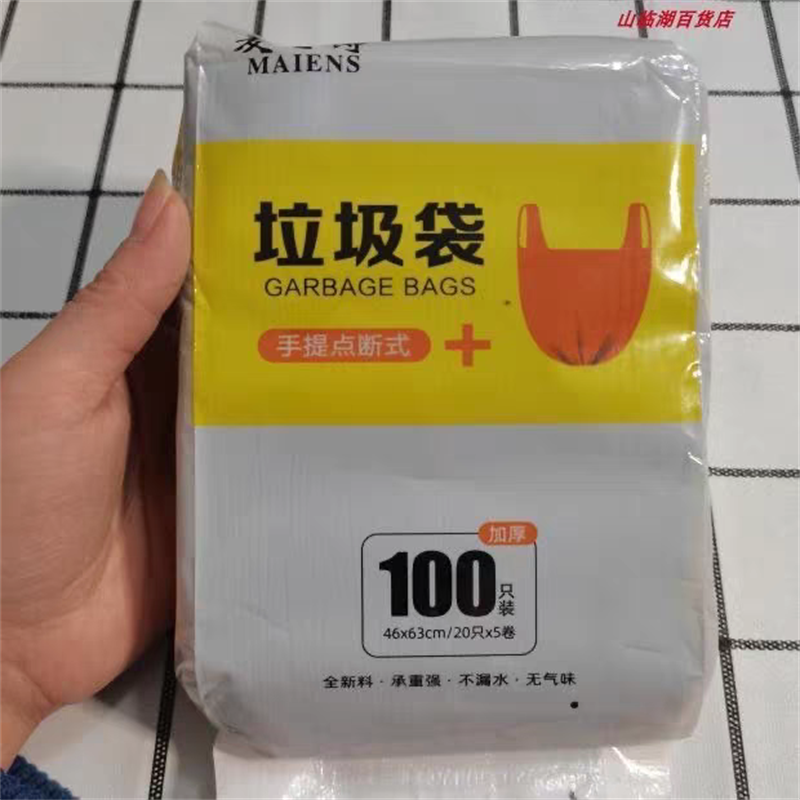 山临湖百货店
MAIENS
垃圾袋
GARBAGE BAGS
手提点断式
加厚
100只装
46x63cm/20只x5卷
全新料·承重强·不漏水·无气味